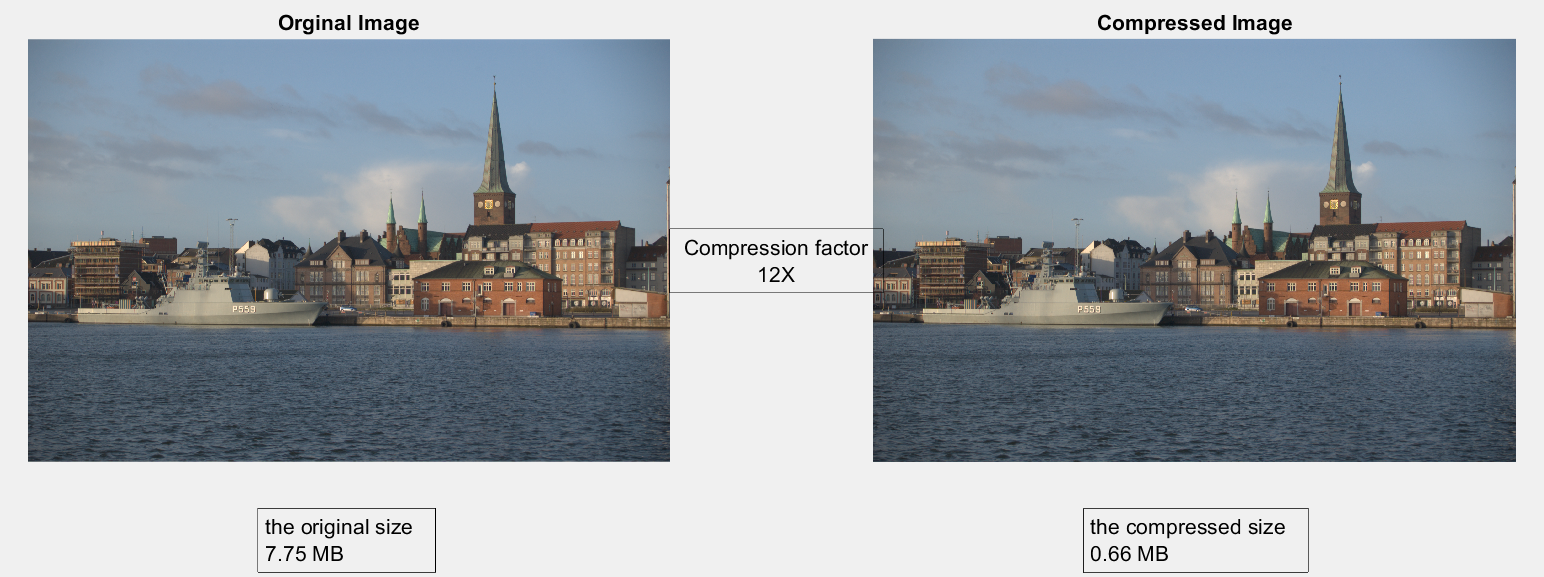 Orginal Image
Compressed Image
Compression factor
12X
P559
P559
the original size
7.75 MB
the compressed size
0.66 MB